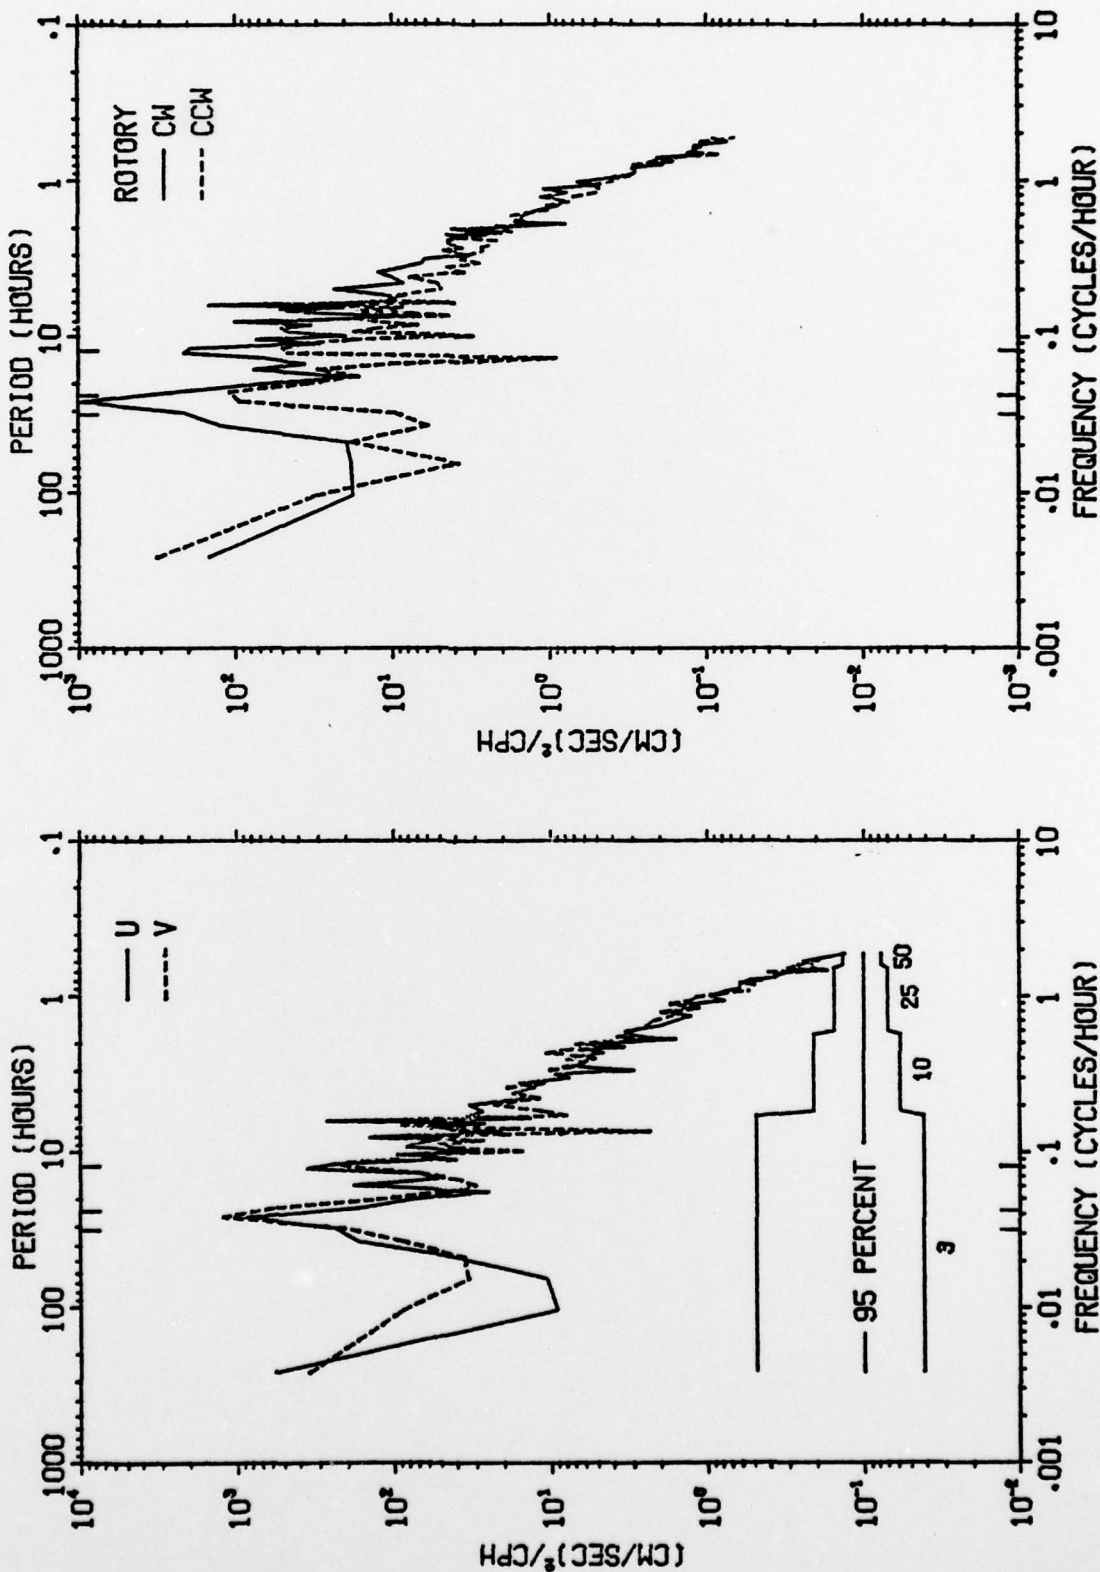 PERIOD (HOURS)
1000 100 10 1 .1
10⁴
10³
10²
10¹
10⁰
10⁻¹
10⁻²
(CM/SEC)²/CPH
U
V
95 PERCENT
3 10 25 50
.001 .01 .1 1 10
FREQUENCY (CYCLES/HOUR)
PERIOD (HOURS)
1000 100 10 1 .1
10³
10²
10¹
10⁰
10⁻¹
10⁻²
10⁻³
(CM/SEC)²/CPH
ROTORY
CW
CCW
.001 .01 .1 1 10
FREQUENCY (CYCLES/HOUR)